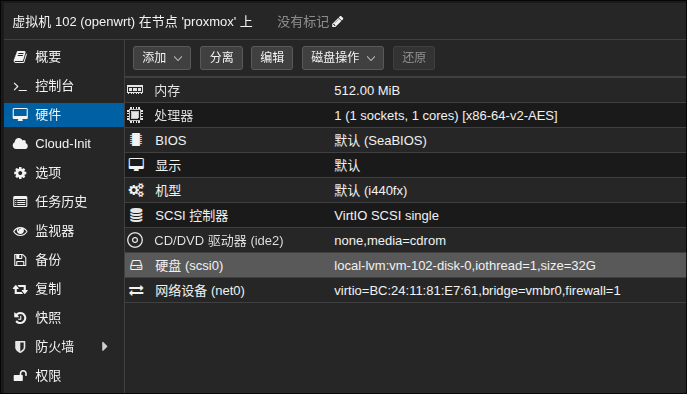 虚拟机 102 (openwrt) 在节点 'proxmox' 上 没有标记
概要
控制台
硬件
Cloud-Init
选项
任务历史
监视器
备份
复制
快照
防火墙
权限
添加 分离 编辑 磁盘操作 还原
内存 512.00 MiB
处理器 1 (1 sockets, 1 cores) [x86-64-v2-AES]
BIOS 默认 (SeaBIOS)
显示 默认
机型 默认 (i440fx)
SCSI 控制器 VirtIO SCSI single
CD/DVD 驱动器 (ide2) none,media=cdrom
硬盘 (scsi0) local-lvm:vm-102-disk-0,iothread=1,size=32G
网络设备 (net0) virtio=BC:24:11:81:E7:61,bridge=vmbr0,firewall=1